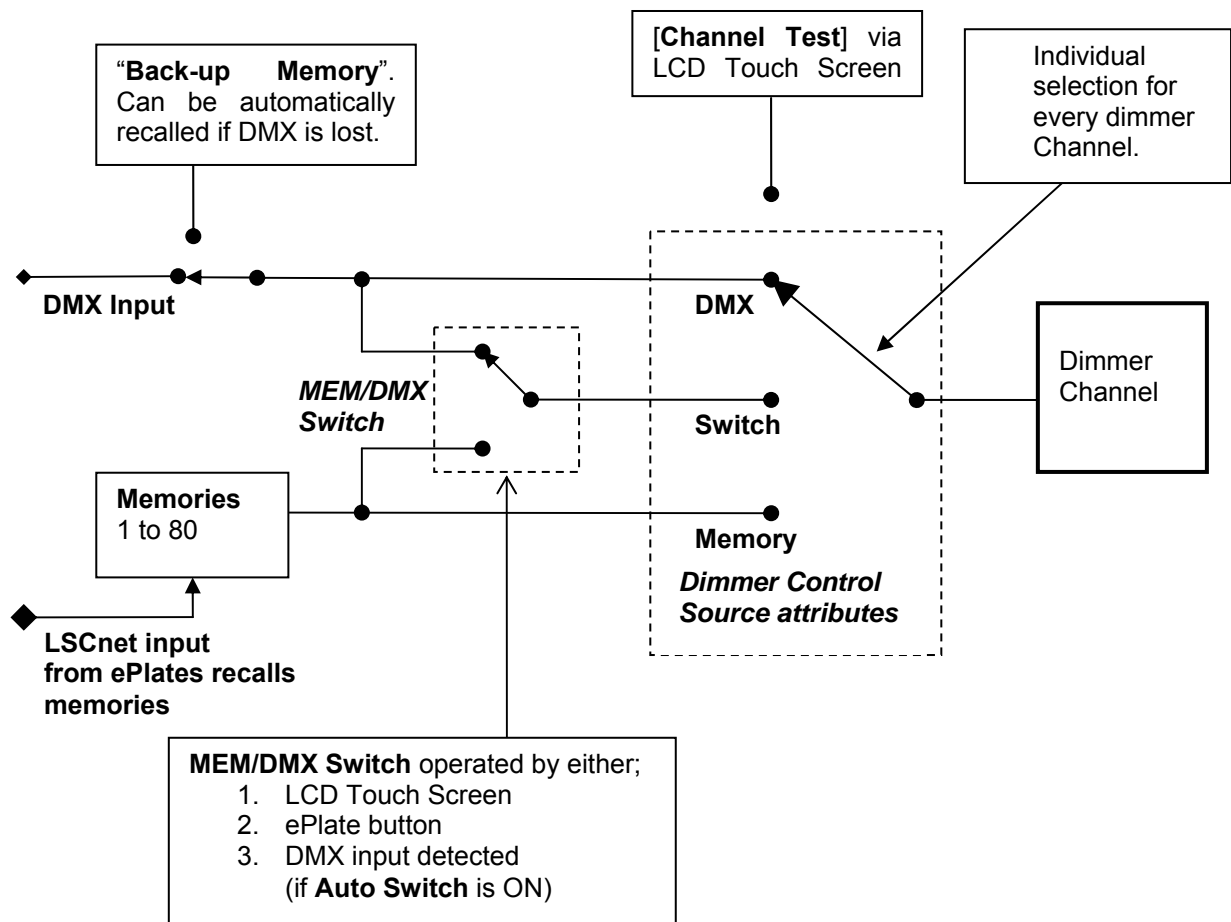 “Back-up Memory”.
Can be automatically
recalled if DMX is lost.
[Channel Test] via
LCD Touch Screen
Individual
selection for
every dimmer
Channel.
DMX Input
DMX
MEM/DMX
Switch
Switch
Dimmer
Channel
Memories
1 to 80
Memory
Dimmer Control
Source attributes
LSCnet input
from ePlates recalls
memories
MEM/DMX Switch operated by either;
1. LCD Touch Screen
2. ePlate button
3. DMX input detected
(if Auto Switch is ON)